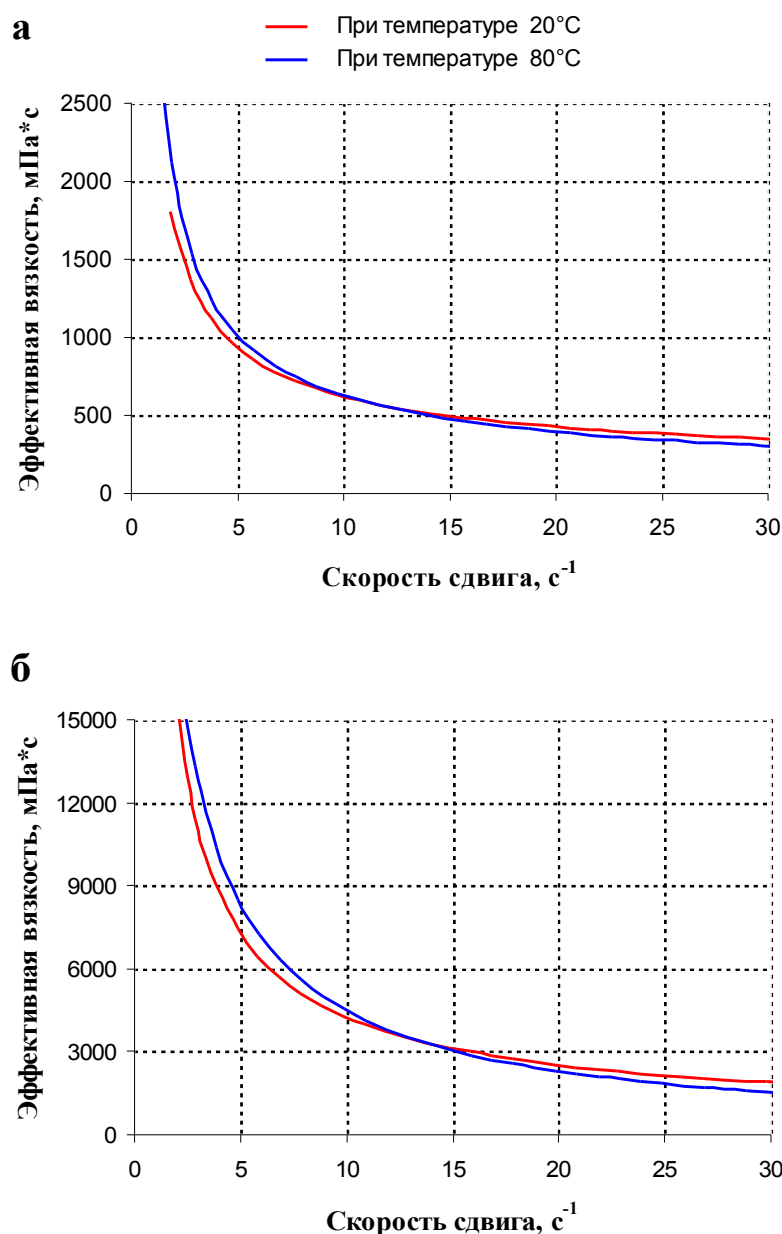 а
При температуре 20°С
При температуре 80°С
Эффективная вязкость, мПа*с
2500
2000
1500
1000
500
0
0 5 10 15 20 25 30
Скорость сдвига, с-1
б
Эффективная вязкость, мПа*с
15000
12000
9000
6000
3000
0
0 5 10 15 20 25 30
Скорость сдвига, с-1